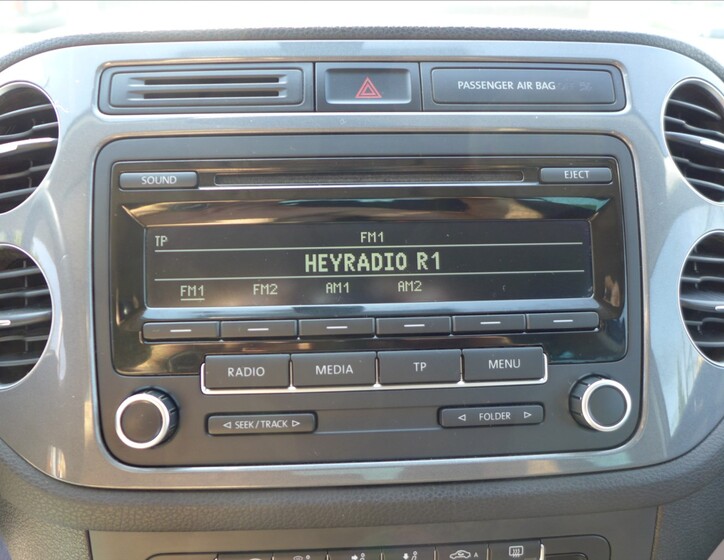 PASSENGER AIR BAG
SOUND
EJECT
TP FM1
HEYRADIO R1
FM1 FM2 AM1 AM2
RADIO MEDIA TP MENU
SEEK/TRACK FOLDER
A